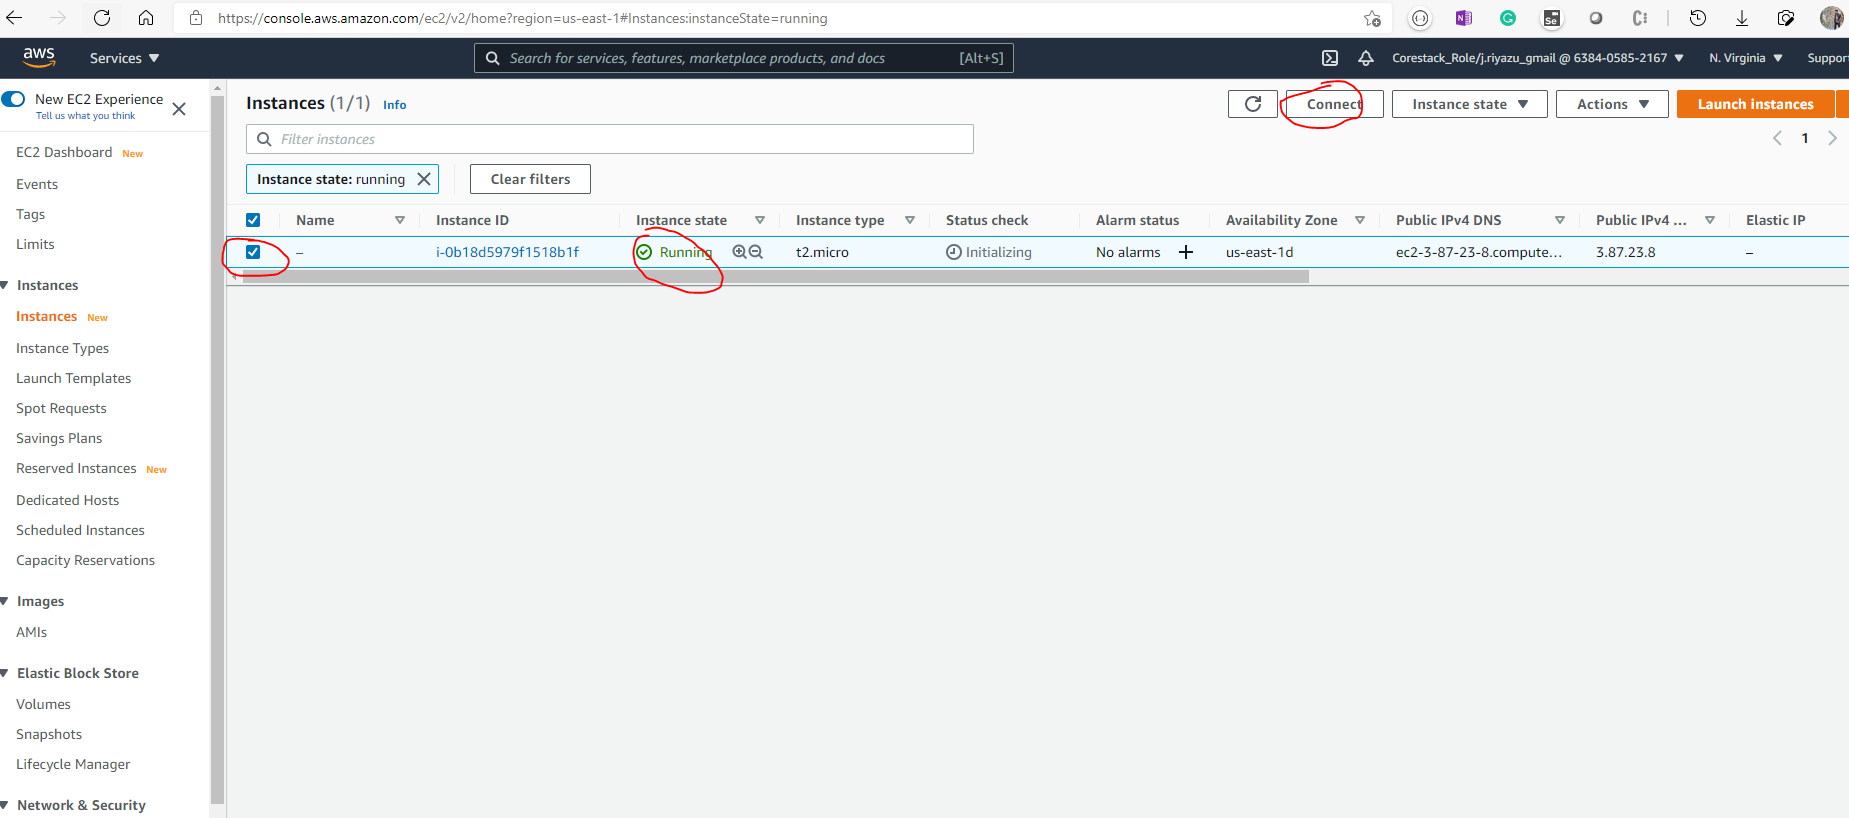 https://console.aws.amazon.com/ec2/v2/home?region=us-east-1#Instances:instanceState=running
aws Services Search for services, features, marketplace products, and docs [Alt+S] Corestack_Role/j.riyazu_gmail @ 6384-0585-2167 N. Virginia Suppor
New EC2 Experience
Tell us what you think
EC2 Dashboard New
Events
Tags
Limits
Instances
Instances New
Instance Types
Launch Templates
Spot Requests
Savings Plans
Reserved Instances New
Dedicated Hosts
Scheduled Instances
Capacity Reservations
Images
AMIs
Elastic Block Store
Volumes
Snapshots
Lifecycle Manager
Network & Security
Instances (1/1) Info
Connect Instance state Actions Launch instances
Filter instances
1
Instance state: running Clear filters
Name Instance ID Instance state Instance type Status check Alarm status Availability Zone Public IPv4 DNS Public IPv4 ... Elastic IP
– i-0b18d5979f1518b1f Running t2.micro Initializing No alarms + us-east-1d ec2-3-87-23-8.compute... 3.87.23.8 –